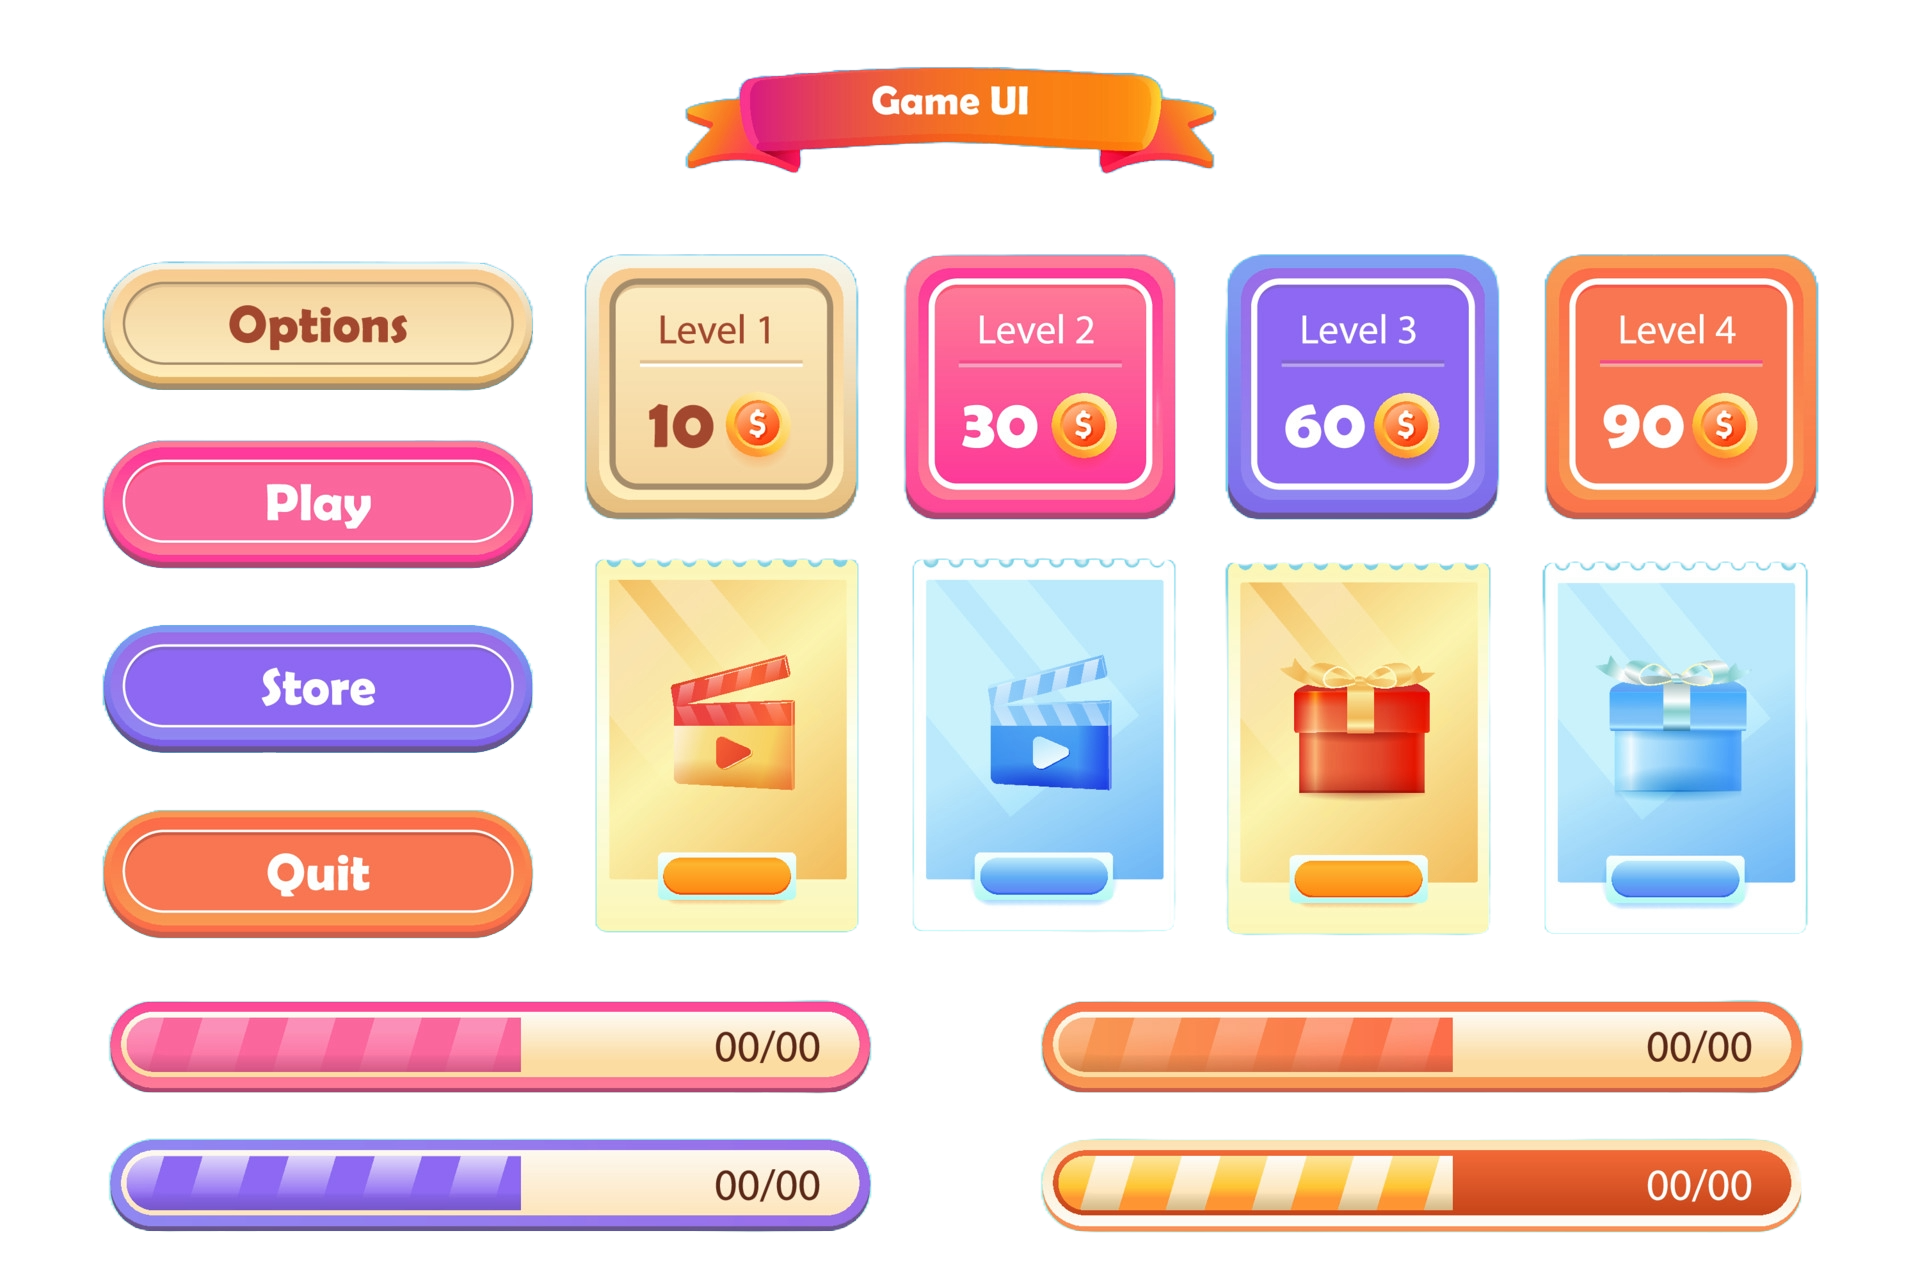 Game UI
Options
Play
Store
Quit
Level 1
10 $
Level 2
30 $
Level 3
60 $
Level 4
90 $
00/00
00/00
00/00
00/00